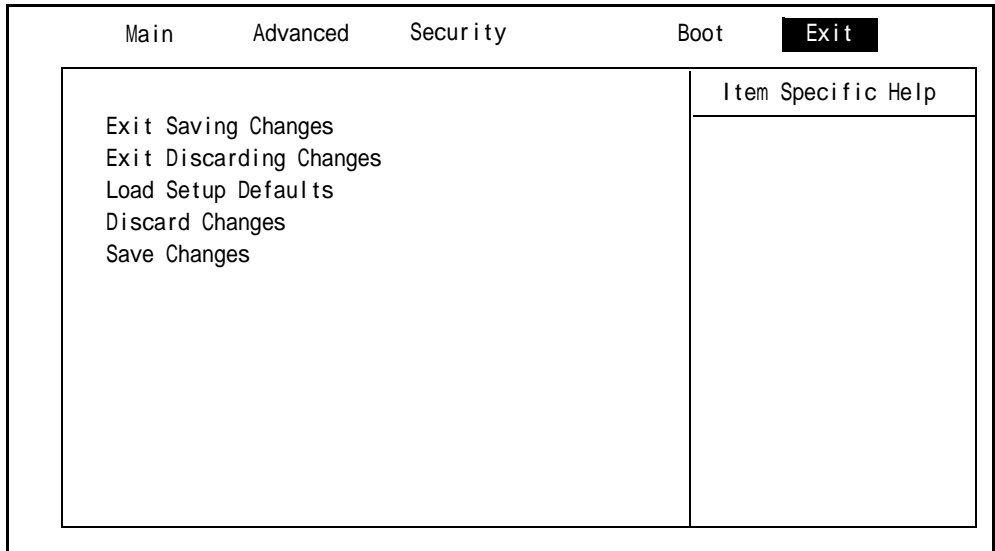 Main Advanced Security Boot Exit
Item Specific Help
Exit Saving Changes
Exit Discarding Changes
Load Setup Defaults
Discard Changes
Save Changes